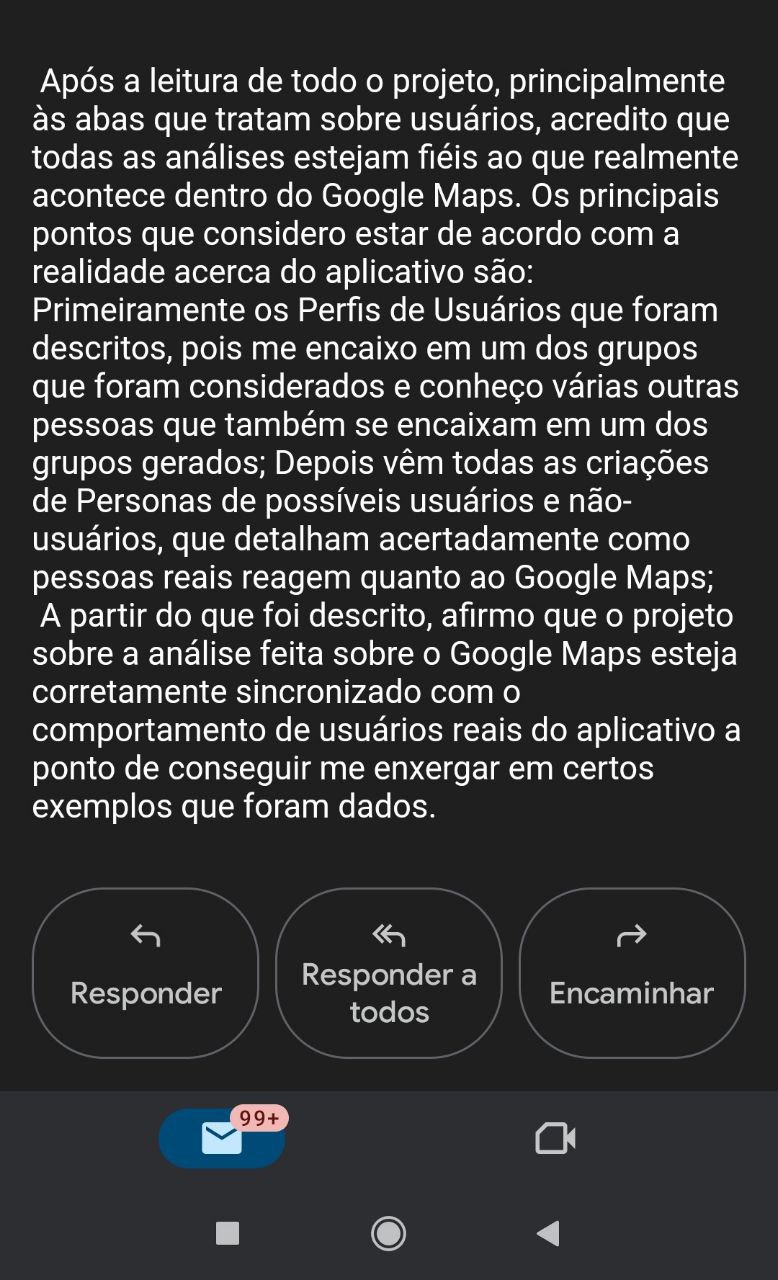 Após a leitura de todo o projeto, principalmente
às abas que tratam sobre usuários, acredito que
todas as análises estejam fiéis ao que realmente
acontece dentro do Google Maps. Os principais
pontos que considero estar de acordo com a
realidade acerca do aplicativo são:
Primeiramente os Perfis de Usuários que foram
descritos, pois me encaixo em um dos grupos
que foram considerados e conheço várias outras
pessoas que também se encaixam em um dos
grupos gerados; Depois vêm todas as criações
de Personas de possíveis usuários e não-
usuários, que detalham acertadamente como
pessoas reais reagem quanto ao Google Maps;
A partir do que foi descrito, afirmo que o projeto
sobre a análise feita sobre o Google Maps esteja
corretamente sincronizado com o
comportamento de usuários reais do aplicativo a
ponto de conseguir me enxergar em certos
exemplos que foram dados.
Responder
Responder a
todos
Encaminhar
99+